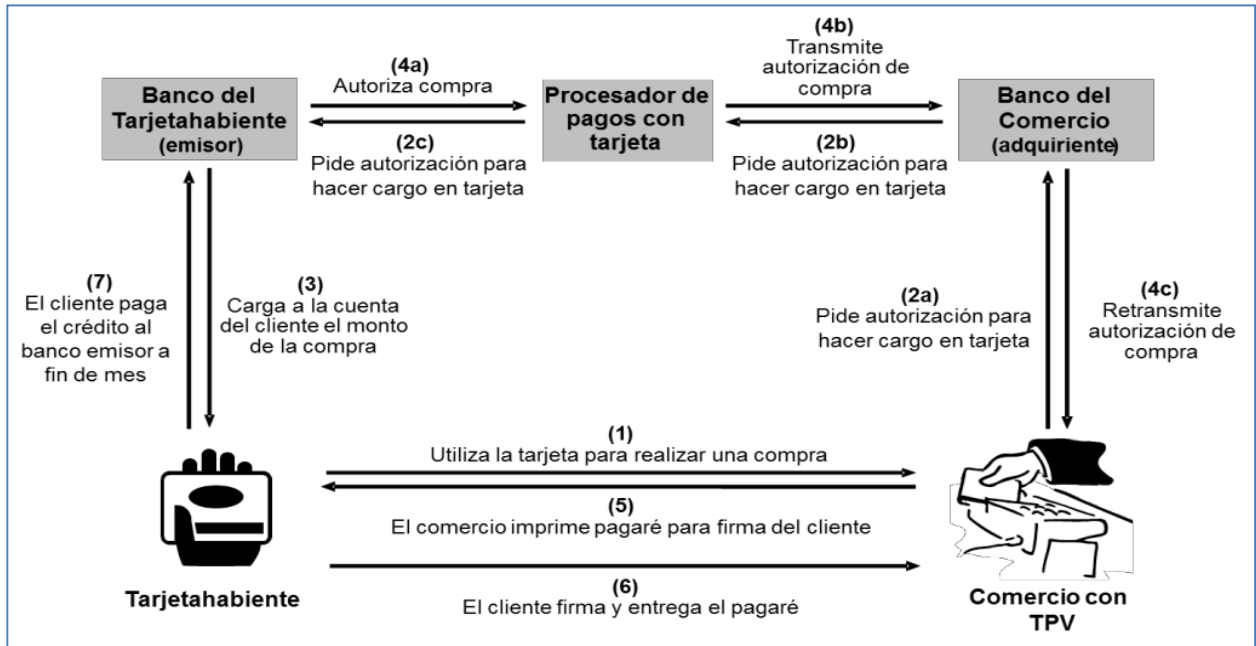 (4b)
Transmite
autorización de
compra
(4a)
Autoriza compra
Banco del
Tarjetahabiente
(emisor)
Procesador de
pagos con
tarjeta
Banco del
Comercio
(adquiriente)
(2c)
Pide autorización para
hacer cargo en tarjeta
(2b)
Pide autorización para
hacer cargo en tarjeta
(7)
El cliente paga
el crédito al
banco emisor a
fin de mes
(3)
Carga a la cuenta
del cliente el monto
de la compra
(2a)
Pide autorización para
hacer cargo en tarjeta
(4c)
Retransmite
autorización de
compra
(1)
Utiliza la tarjeta para realizar una compra
(5)
El comercio imprime pagaré para firma del cliente
(6)
El cliente firma y entrega el pagaré
Tarjetahabiente
Comercio con
TPV